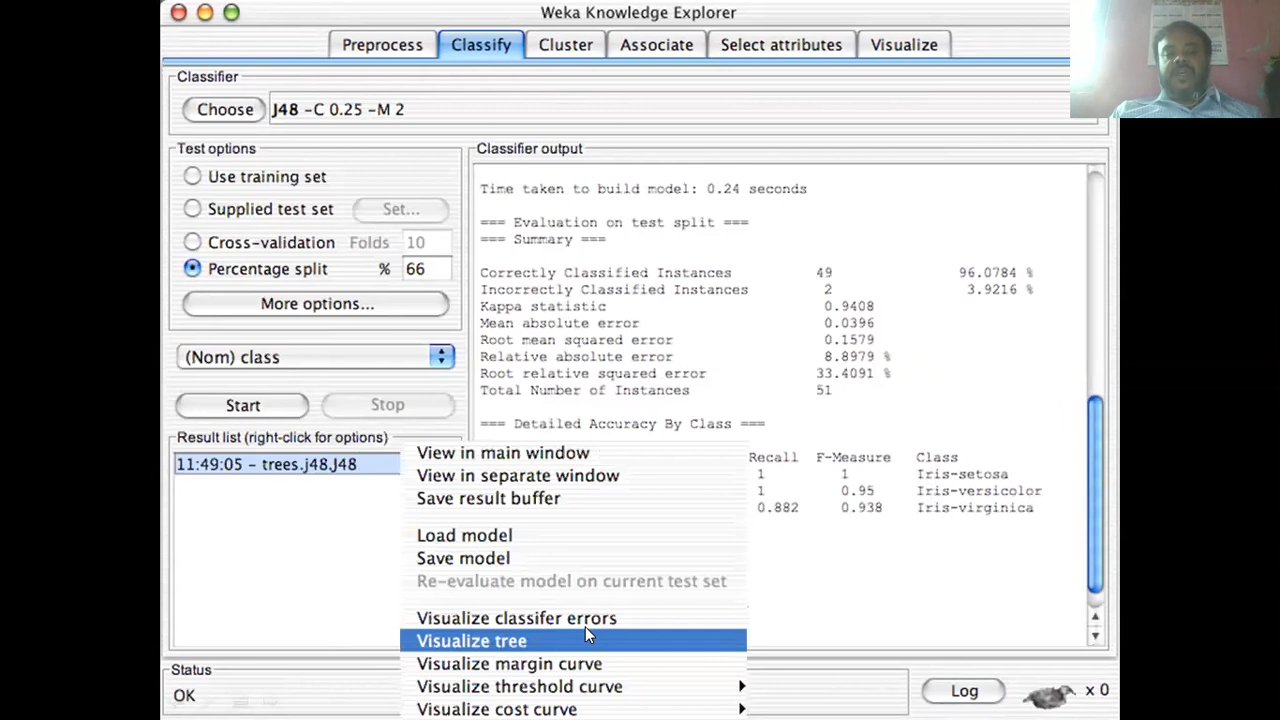 Weka Knowledge Explorer
Preprocess Classify Cluster Associate Select attributes Visualize
Classifier
Choose J48 -C 0.25 -M 2
Test options
Use training set
Supplied test set Set...
Cross-validation Folds 10
Percentage split % 66
More options...
(Nom) class
Start Stop
Result list (right-click for options)
11:49:05 - trees.j48.J48
Classifier output
Time taken to build model: 0.24 seconds
=== Evaluation on test split ===
=== Summary ===
Correctly Classified Instances 49 96.0784 %
Incorrectly Classified Instances 2 3.9216 %
Kappa statistic 0.9408
Mean absolute error 0.0396
Root mean squared error 0.1579
Relative absolute error 8.8979 %
Root relative squared error 33.4091 %
Total Number of Instances 51
=== Detailed Accuracy By Class ===
Recall F-Measure Class
1 1 Iris-setosa
1 0.95 Iris-versicolor
0.882 0.938 Iris-virginica
View in main window
View in separate window
Save result buffer
Load model
Save model
Re-evaluate model on current test set
Visualize classifer errors
Visualize tree
Visualize margin curve
Visualize threshold curve
Visualize cost curve
Status
OK
Log x 0